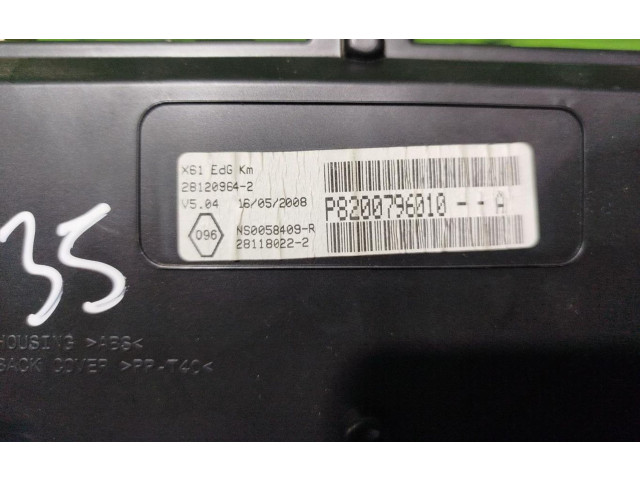 X61 EdG Km
28120964-2
V5.04 16/05/2008
P8200796010--A
096
NS0058409-R
28118022-2
35
HOUSING >ABS<
BACK COVER >PP-T40<